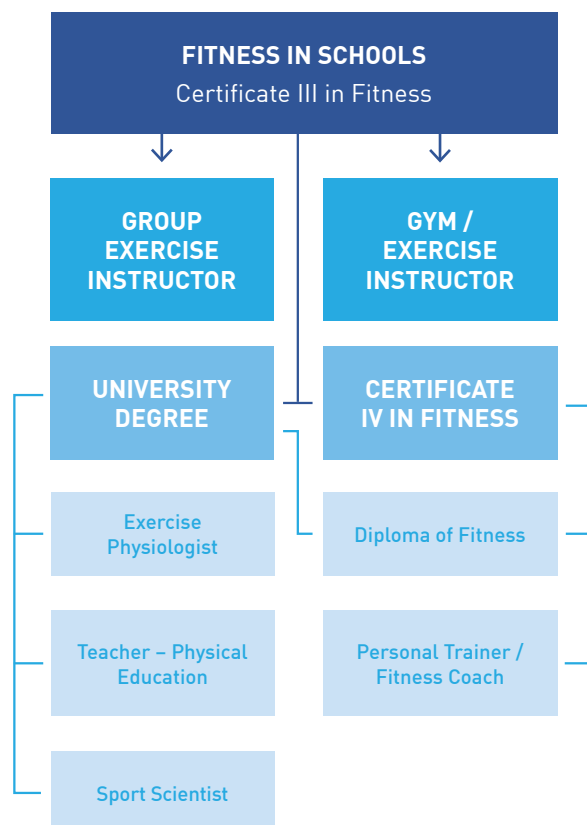 FITNESS IN SCHOOLS
Certificate III in Fitness
GROUP
EXERCISE
INSTRUCTOR
GYM /
EXERCISE
INSTRUCTOR
UNIVERSITY
DEGREE
CERTIFICATE
IV IN FITNESS
Exercise
Physiologist
Diploma of Fitness
Teacher – Physical
Education
Personal Trainer /
Fitness Coach
Sport Scientist